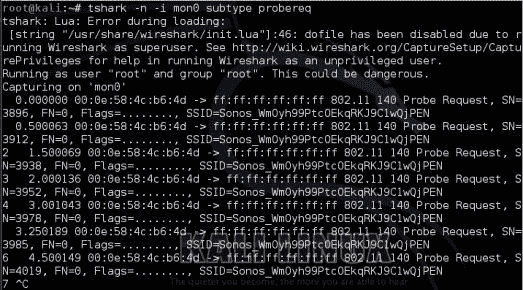 root@kali:~# tshark -n -i mon0 subtype probereq
tshark: Lua: Error during loading:
 [string "/usr/share/wireshark/init.lua"]:46: dofile has been disabled due to r
unning Wireshark as superuser. See http://wiki.wireshark.org/CaptureSetup/Captu
rePrivileges for help in running Wireshark as an unprivileged user.
Running as user "root" and group "root". This could be dangerous.
Capturing on 'mon0'
  0.000000 00:0e:58:4c:b6:4d -> ff:ff:ff:ff:ff:ff 802.11 140 Probe Request, SN=
3896, FN=0, Flags=........, SSID=Sonos_WmOyh99PtcOEkqRKJ9C1wQjPEN
  0.500063 00:0e:58:4c:b6:4d -> ff:ff:ff:ff:ff:ff 802.11 140 Probe Request, SN=
3912, FN=0, Flags=........, SSID=Sonos_WmOyh99PtcOEkqRKJ9C1wQjPEN
2   1.500069 00:0e:58:4c:b6:4d -> ff:ff:ff:ff:ff:ff 802.11 140 Probe Request, S
N=3938, FN=0, Flags=........, SSID=Sonos_WmOyh99PtcOEkqRKJ9C1wQjPEN
3   2.000136 00:0e:58:4c:b6:4d -> ff:ff:ff:ff:ff:ff 802.11 140 Probe Request, S
N=3952, FN=0, Flags=........, SSID=Sonos_WmOyh99PtcOEkqRKJ9C1wQjPEN
4   3.001043 00:0e:58:4c:b6:4d -> ff:ff:ff:ff:ff:ff 802.11 140 Probe Request, S
N=3978, FN=0, Flags=........, SSID=Sonos_WmOyh99PtcOEkqRKJ9C1wQjPEN
  3.250189 00:0e:58:4c:b6:4d -> ff:ff:ff:ff:ff:ff 802.11 140 Probe Request, SN=
3985, FN=0, Flags=........, SSID=Sonos_WmOyh99PtcOEkqRKJ9C1wQjPEN
KALI LINUX
6   4.500149 00:0e:58:4c:b6:4d -> ff:ff:ff:ff:ff:ff 802.11 140 Probe Request, S
N=4019, FN=0, Flags=........, SSID=Sonos_WmOyh99PtcOEkqRKJ9C1wQjPEN
7 ^C
The quieter you become, the more you are able to hear